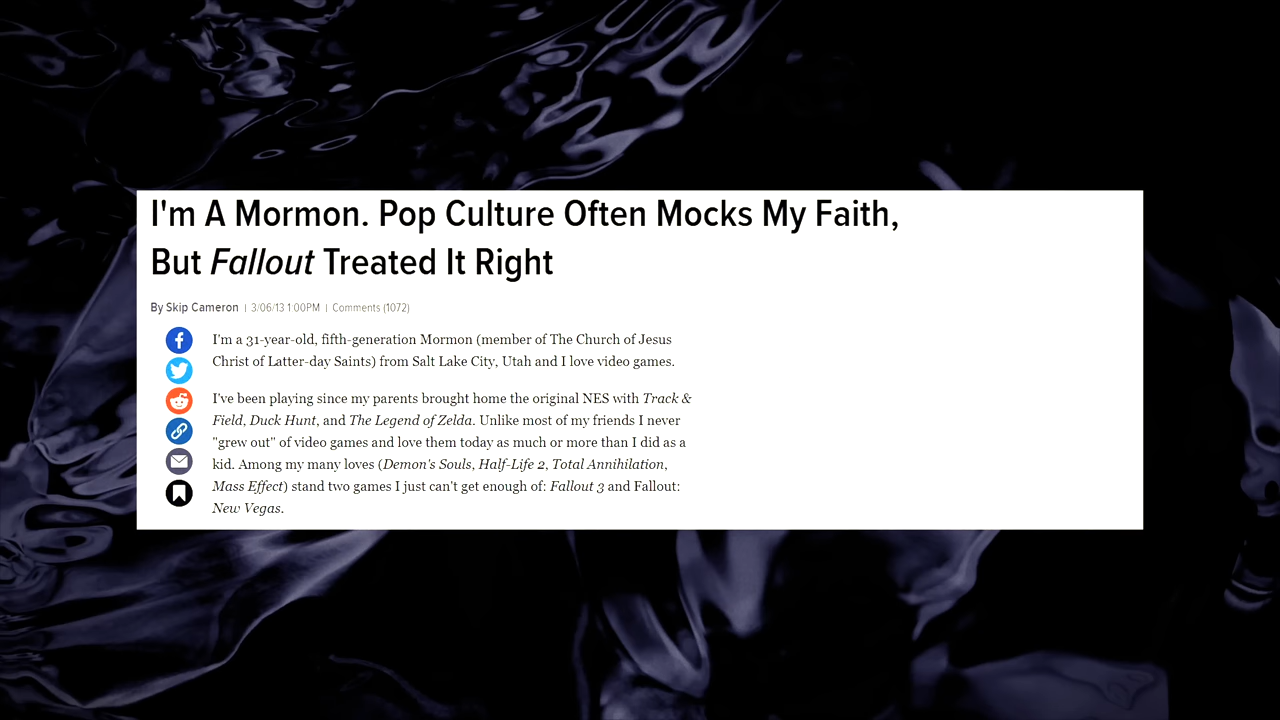 I'm A Mormon. Pop Culture Often Mocks My Faith,
But Fallout Treated It Right
By Skip Cameron | 3/06/13 1:00PM | Comments (1072)
I'm a 31-year-old, fifth-generation Mormon (member of The Church of Jesus
Christ of Latter-day Saints) from Salt Lake City, Utah and I love video games.
I've been playing since my parents brought home the original NES with Track &
Field, Duck Hunt, and The Legend of Zelda. Unlike most of my friends I never
"grew out" of video games and love them today as much or more than I did as a
kid. Among my many loves (Demon's Souls, Half-Life 2, Total Annihilation,
Mass Effect) stand two games I just can't get enough of: Fallout 3 and Fallout:
New Vegas.